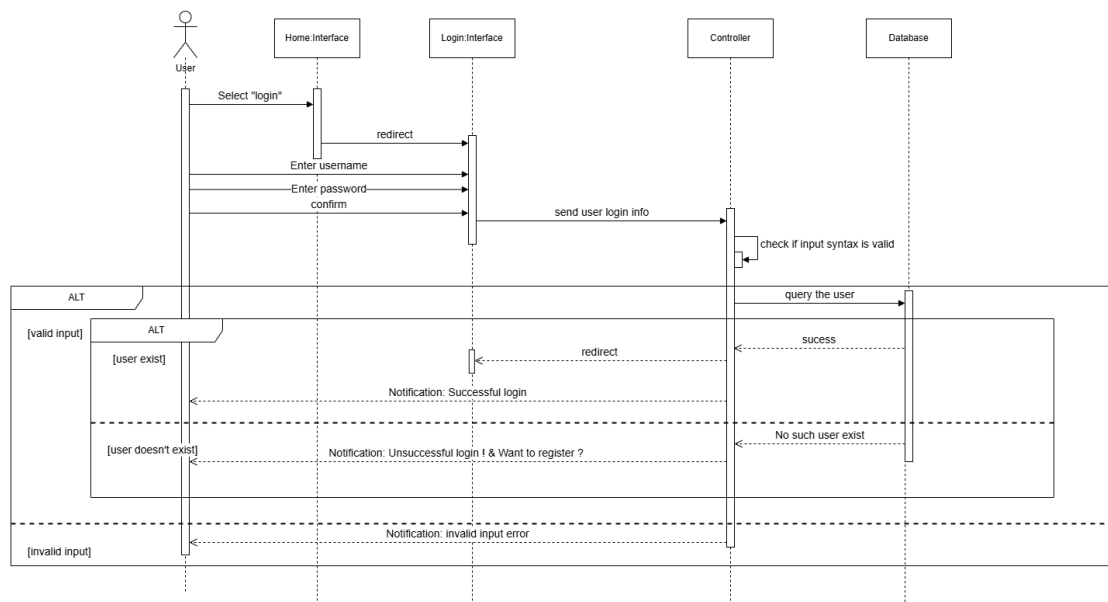 Home:Interface
Login:Interface
Controller
Database
User
Select "login"
redirect
Enter username
Enter password
confirm
send user login info
check if input syntax is valid
ALT
query the user
[valid input]
ALT
sucess
[user exist]
redirect
Notification: Successful login
No such user exist
[user doesn't exist]
Notification: Unsuccessful login ! & Want to register ?
Notification: invalid input error
[invalid input]